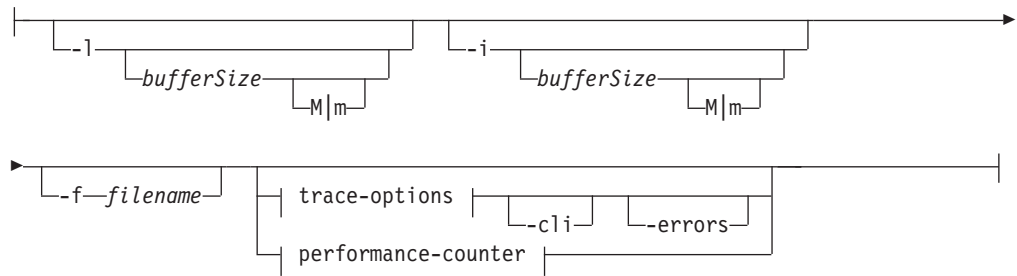 -l -i
bufferSize bufferSize
M|m M|m
-f filename trace-options
-cli -errors
performance-counter